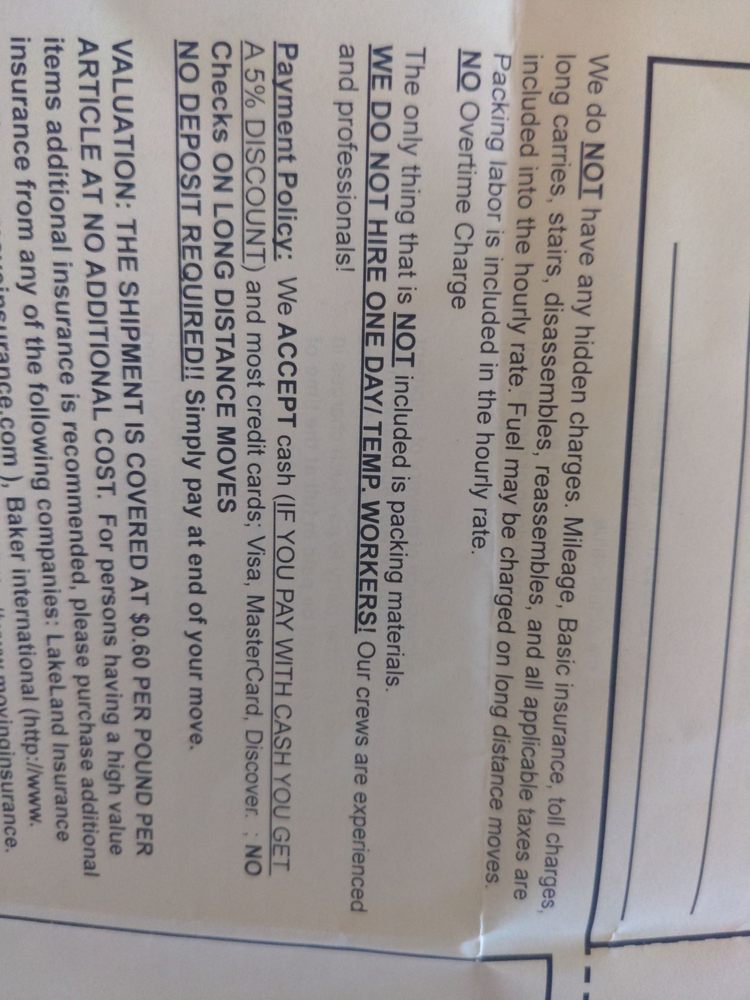 We do NOT have any hidden charges. Mileage, Basic insurance, toll charges,
long carries, stairs, disassembles, reassembles, and all applicable taxes are
included into the hourly rate. Fuel may be charged on long distance moves.
Packing labor is included in the hourly rate.
NO Overtime Charge
The only thing that is NOT included is packing materials.
WE DO NOT HIRE ONE DAY/ TEMP. WORKERS! Our crews are experienced
and professionals!
Payment Policy: We ACCEPT cash (IF YOU PAY WITH CASH YOU GET
A 5% DISCOUNT) and most credit cards; Visa, MasterCard, Discover. ; NO
Checks ON LONG DISTANCE MOVES
NO DEPOSIT REQUIRED!! Simply pay at end of your move.
VALUATION: THE SHIPMENT IS COVERED AT $0.60 PER POUND PER
ARTICLE AT NO ADDITIONAL COST. For persons having a high value
items additional insurance is recommended, please purchase additional
insurance from any of the following companies: LakeLand Insurance
), Baker international (http://www.
movinginsurance.